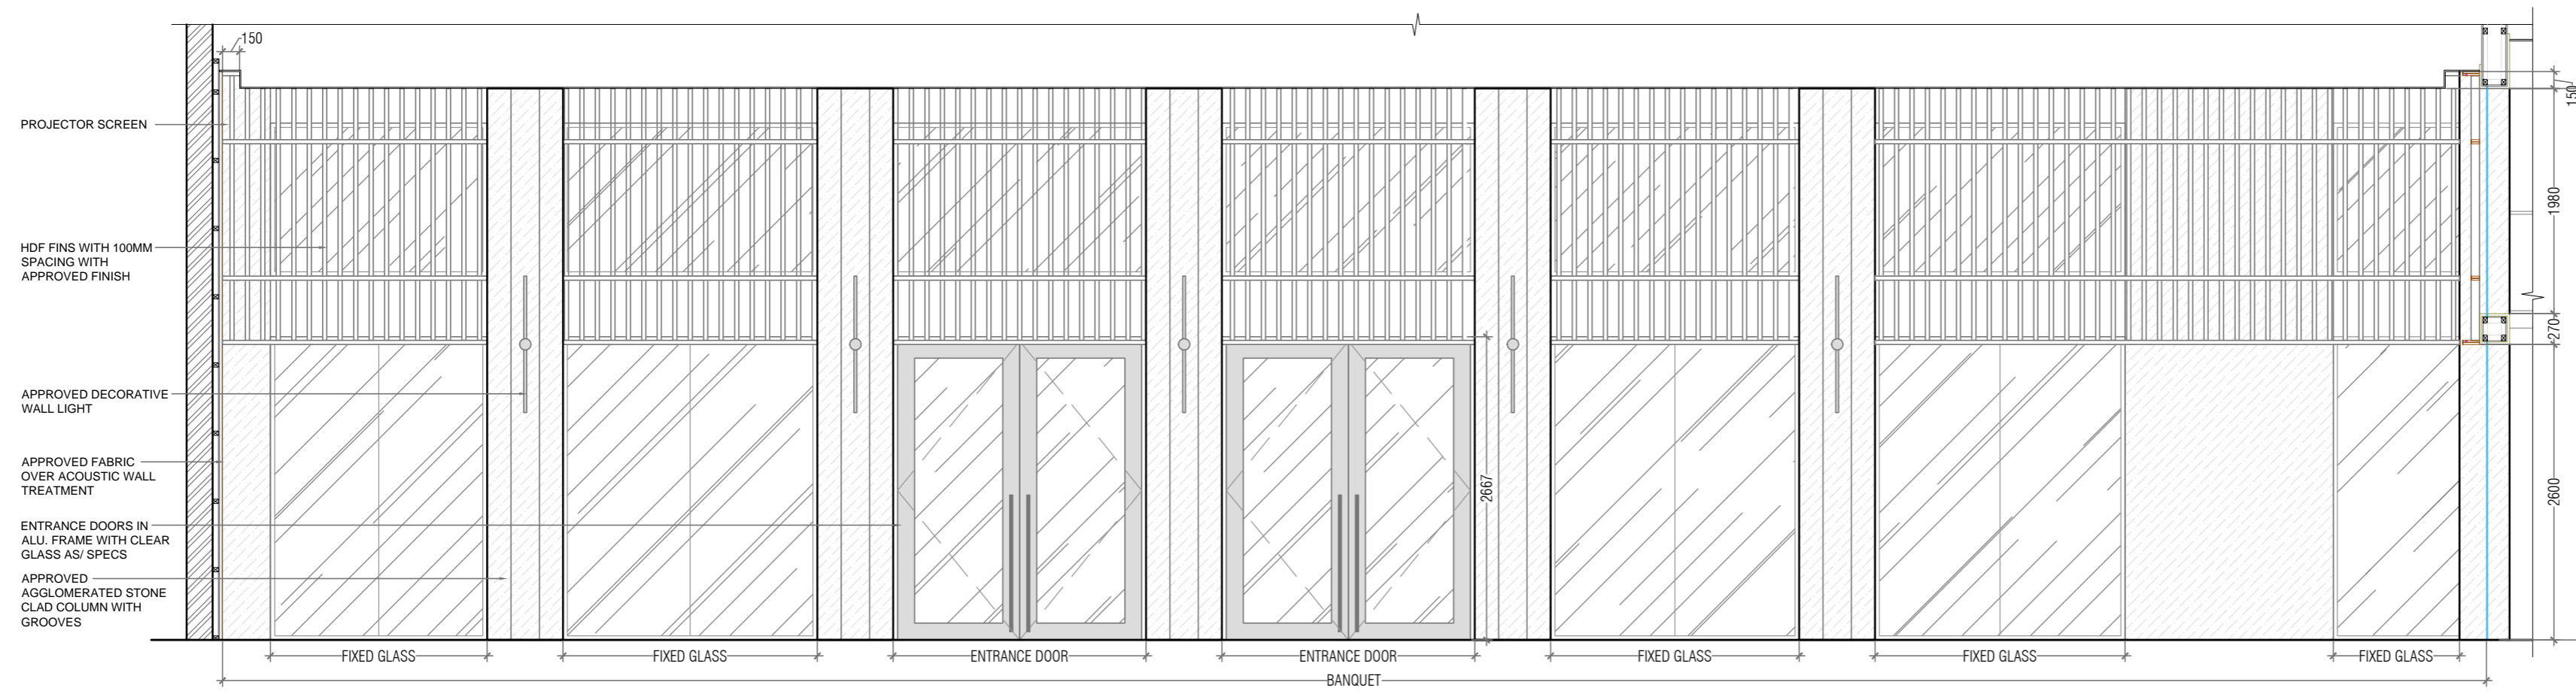 150
PROJECTOR SCREEN
HDF FINS WITH 100MM
SPACING WITH
APPROVED FINISH
APPROVED DECORATIVE
WALL LIGHT
APPROVED FABRIC
OVER ACOUSTIC WALL
TREATMENT
ENTRANCE DOORS IN
ALU. FRAME WITH CLEAR
GLASS AS/ SPECS
APPROVED
AGGLOMERATED STONE
CLAD COLUMN WITH
GROOVES
2667
150
1980
270
2600
FIXED GLASS
FIXED GLASS
ENTRANCE DOOR
ENTRANCE DOOR
FIXED GLASS
FIXED GLASS
FIXED GLASS
BANQUET